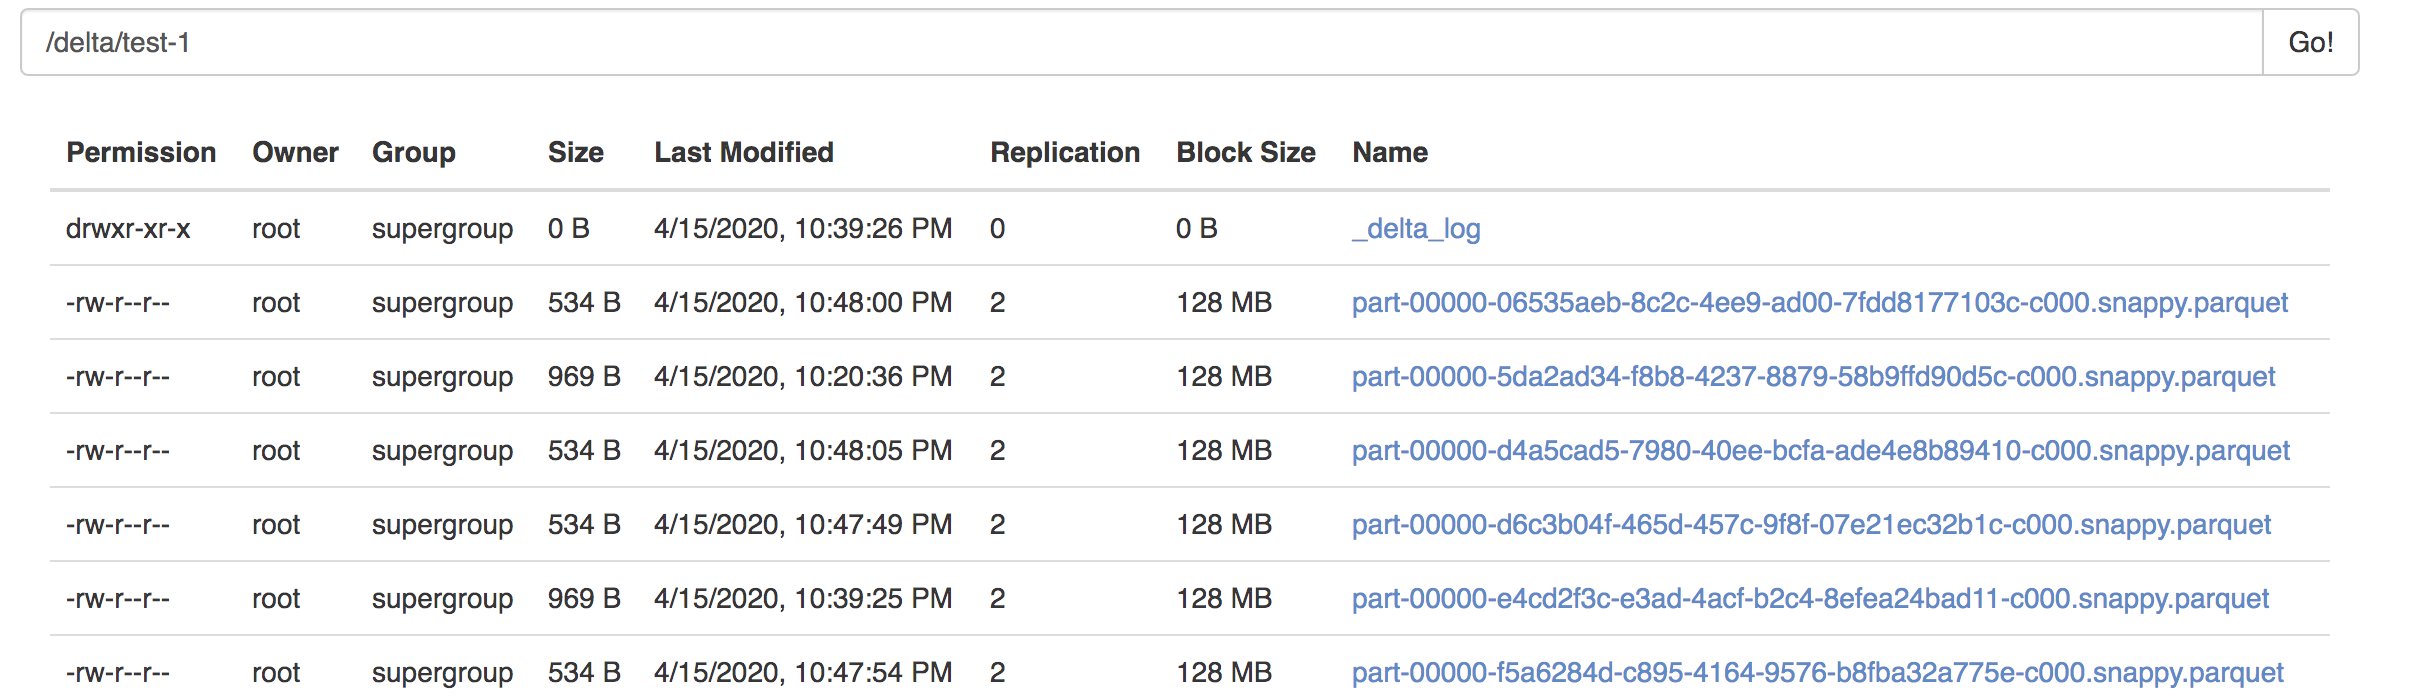 /delta/test-1 Go!
Permission Owner Group Size Last Modified Replication Block Size Name
drwxr-xr-x root supergroup 0 B 4/15/2020, 10:39:26 PM 0 0 B _delta_log
-rw-r--r-- root supergroup 534 B 4/15/2020, 10:48:00 PM 2 128 MB part-00000-06535aeb-8c2c-4ee9-ad00-7fdd8177103c-c000.snappy.parquet
-rw-r--r-- root supergroup 969 B 4/15/2020, 10:20:36 PM 2 128 MB part-00000-5da2ad34-f8b8-4237-8879-58b9ffd90d5c-c000.snappy.parquet
-rw-r--r-- root supergroup 534 B 4/15/2020, 10:48:05 PM 2 128 MB part-00000-d4a5cad5-7980-40ee-bcfa-ade4e8b89410-c000.snappy.parquet
-rw-r--r-- root supergroup 534 B 4/15/2020, 10:47:49 PM 2 128 MB part-00000-d6c3b04f-465d-457c-9f8f-07e21ec32b1c-c000.snappy.parquet
-rw-r--r-- root supergroup 969 B 4/15/2020, 10:39:25 PM 2 128 MB part-00000-e4cd2f3c-e3ad-4acf-b2c4-8efea24bad11-c000.snappy.parquet
-rw-r--r-- root supergroup 534 B 4/15/2020, 10:47:54 PM 2 128 MB part-00000-f5a6284d-c895-4164-9576-b8fba32a775e-c000.snappy.parquet